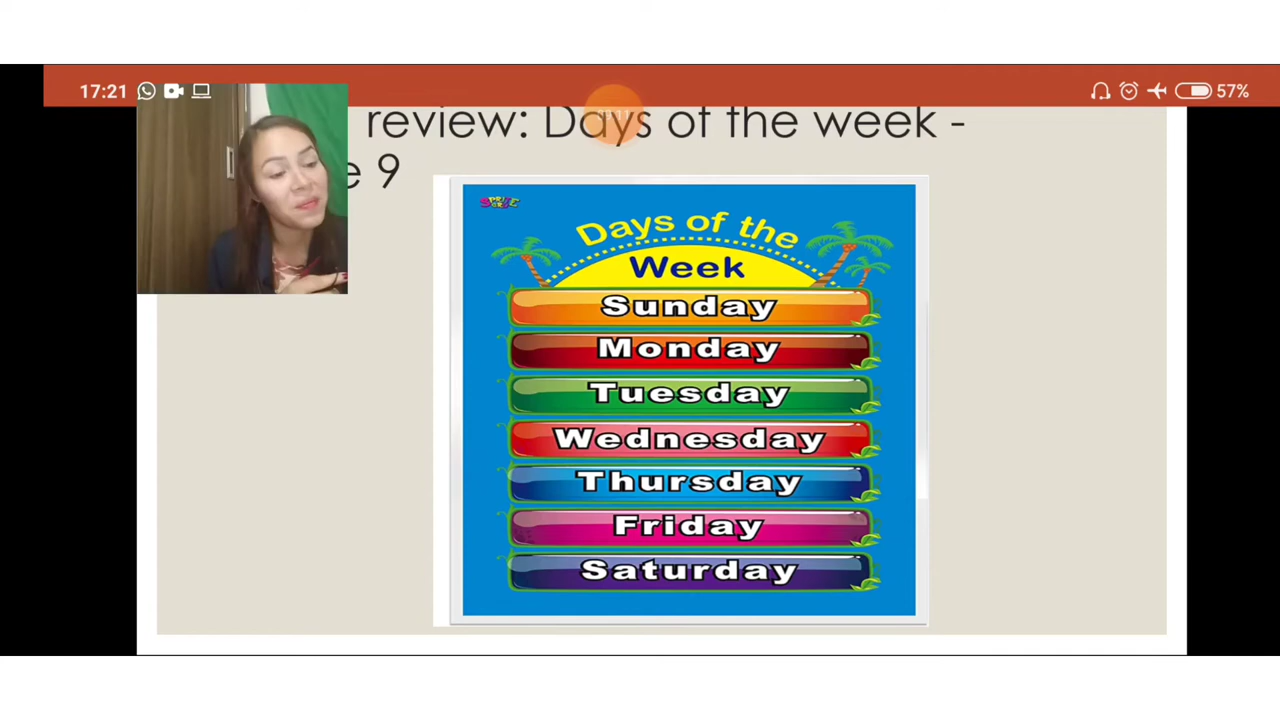 17:21
57%
review: Days of the week -
9
Days of the
Week
Sunday
Monday
Tuesday
Wednesday
Thursday
Friday
Saturday